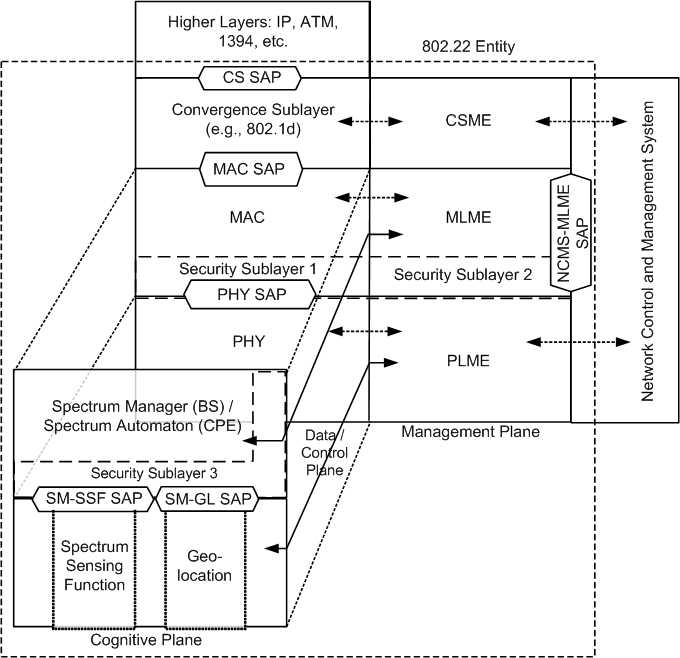 Higher Layers: IP, ATM,
1394, etc.
802.22 Entity
CS SAP
Convergence Sublayer
(e.g., 802.1d)
CSME
MAC SAP
MAC
MLME
NCMS-MLME
SAP
Network Control and Management System
Security Sublayer 1
Security Sublayer 2
PHY SAP
PHY
PLME
Spectrum Manager (BS) /
Spectrum Automaton (CPE)
Data /
Control
Plane
Management Plane
Security Sublayer 3
SM-SSF SAP
SM-GL SAP
Spectrum
Sensing
Function
Geo-
location
Cognitive Plane